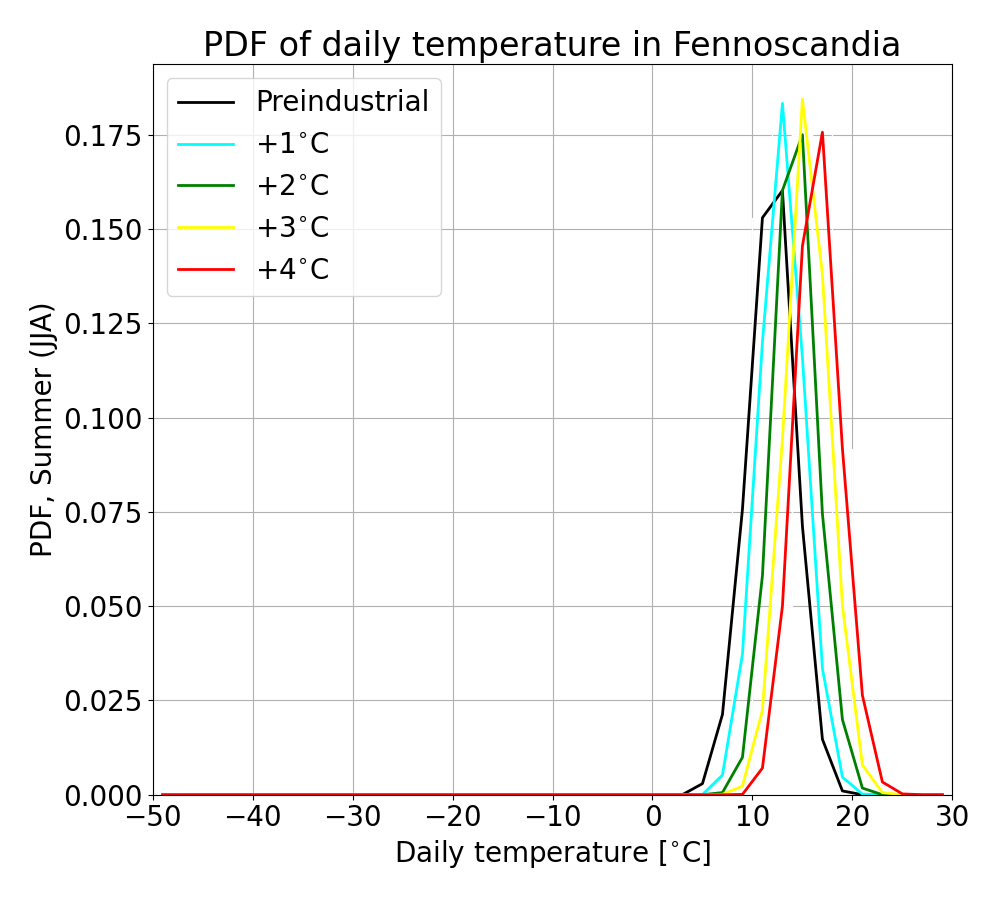 PDF of daily temperature in Fennoscandia
Preindustrial
+1°C
+2°C
+3°C
+4°C
PDF, Summer (JJA)
0.175
0.150
0.125
0.100
0.075
0.050
0.025
0.000
−50 −40 −30 −20 −10 0 10 20 30
Daily temperature [°C]